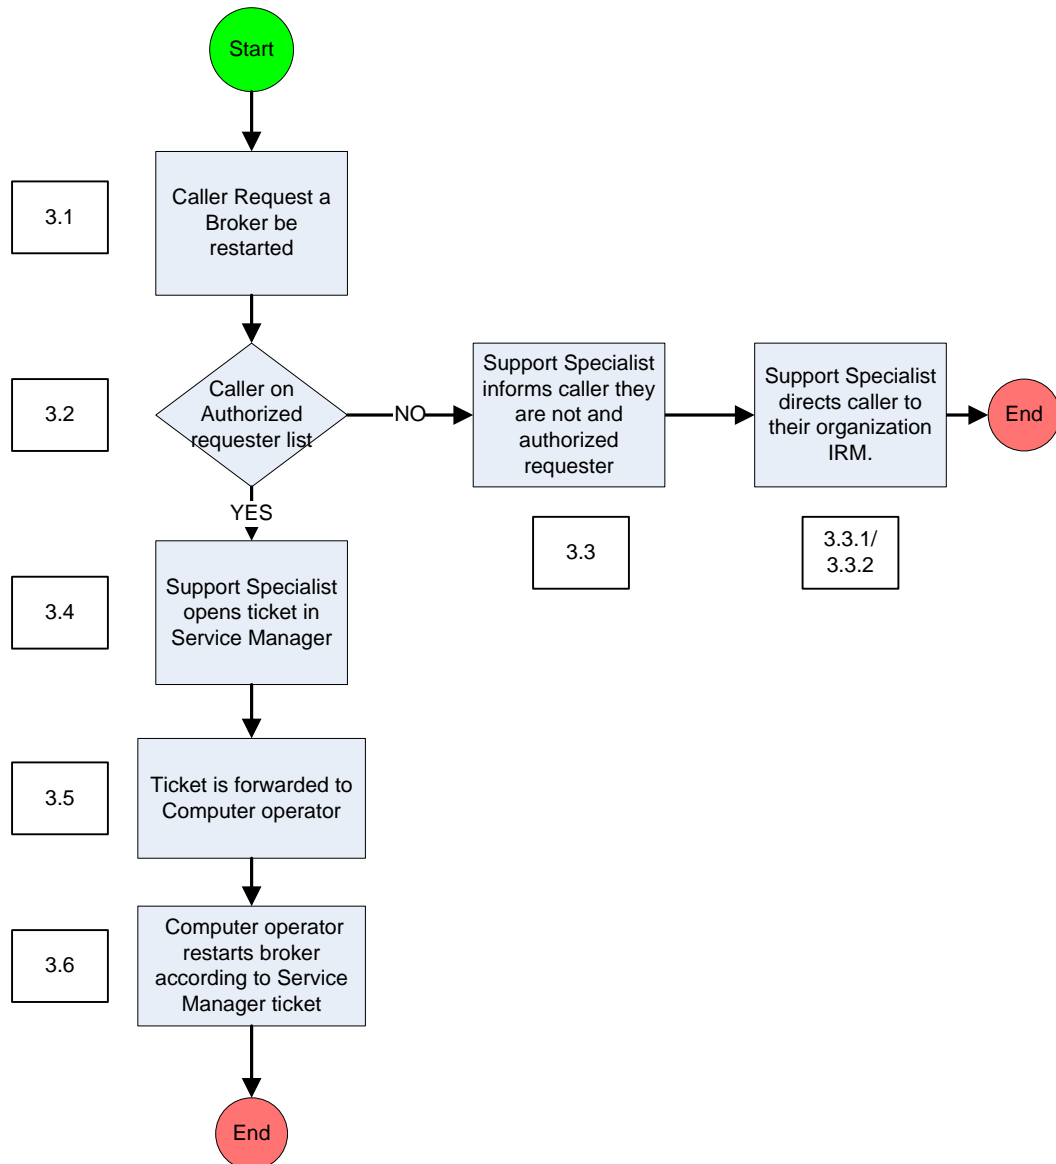 Start
3.1
Caller Request a
Broker be
restarted
3.2
Caller on
Authorized
requester list
NO
Support Specialist
informs caller they
are not and
authorized
requester
Support Specialist
directs caller to
their organization
IRM.
End
YES
3.3
3.3.1/
3.3.2
3.4
Support Specialist
opens ticket in
Service Manager
3.5
Ticket is forwarded to
Computer operator
3.6
Computer operator
restarts broker
according to Service
Manager ticket
End